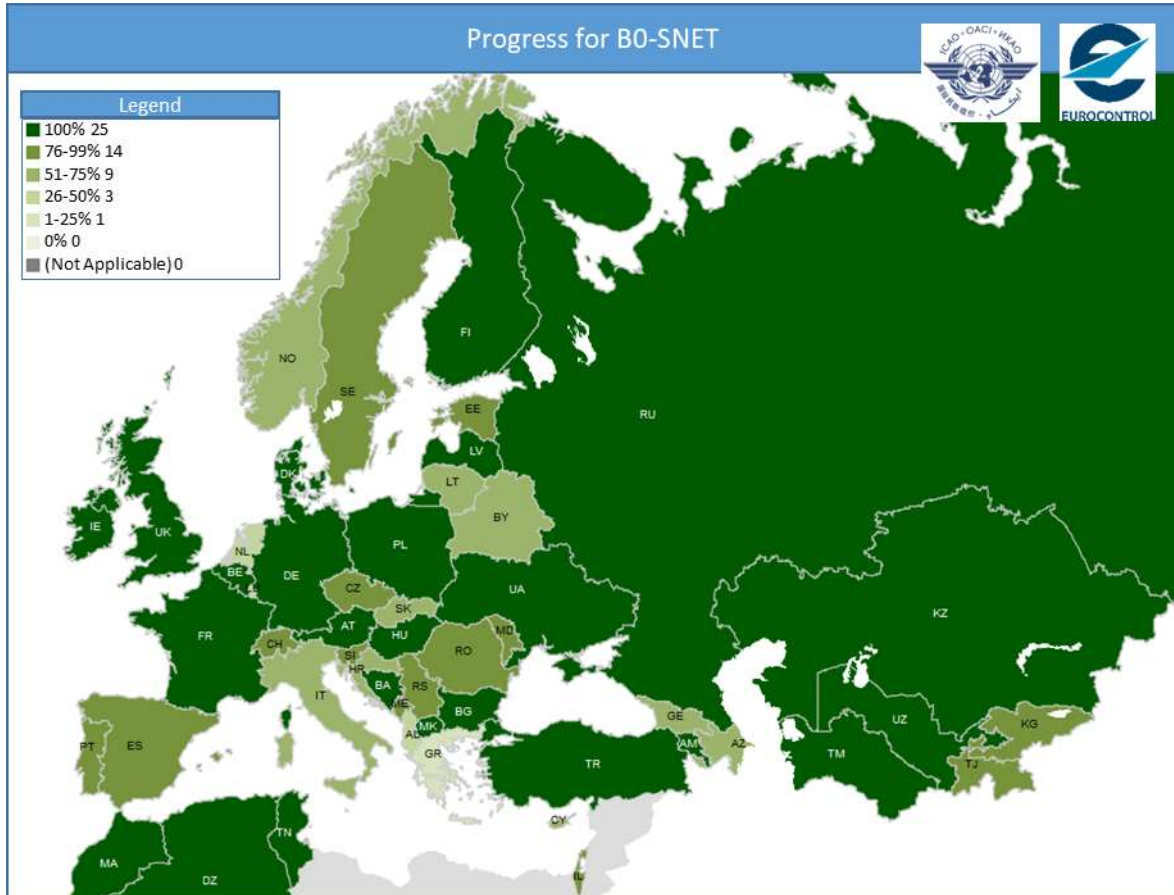 Progress for B0-SNET
ICAO · OACI · ИКАО
EUROCONTROL
Legend
100% 25
76-99% 14
51-75% 9
26-50% 3
1-25% 1
0% 0
(Not Applicable) 0
NO
SE
FI
RU
EE
LV
LT
BY
DK
IE
UK
NL
BE
DE
PL
CZ
SK
UA
KZ
FR
CH
AT
HU
SI
HR
RO
MD
BA
RS
IT
ME
BG
MK
AL
GR
PT
ES
GE
AM
AZ
TR
UZ
TM
KG
TJ
CY
IL
TN
MA
DZ